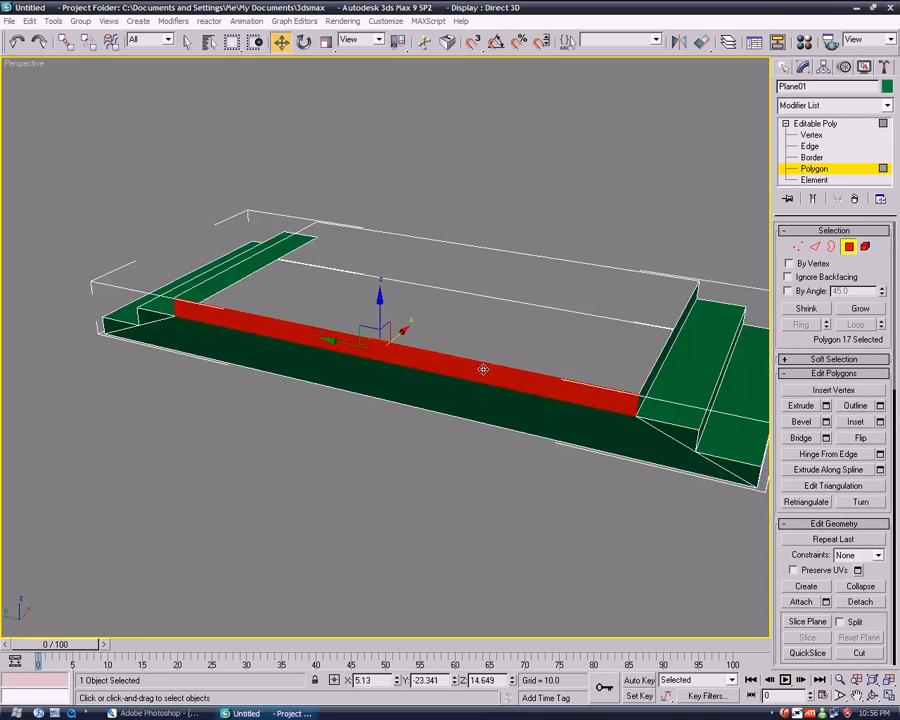 Untitled - Project Folder: C:\Documents and Settings\Me\My Documents\3dsmax - Autodesk 3ds Max 9 SP2 - Display : Direct 3D
File Edit Tools Group Views Create Modifiers reactor Animation Graph Editors Rendering Customize MAXScript Help
All View View
Perspective
Plane01
Modifier List
Editable Poly
Vertex
Edge
Border
Polygon
Element
Selection
By Vertex
Ignore Backfacing
By Angle: 45.0
Shrink Grow
Ring Loop
Polygon 17 Selected
Soft Selection
Edit Polygons
Insert Vertex
Extrude Outline
Bevel Inset
Bridge Flip
Hinge From Edge
Extrude Along Spline
Edit Triangulation
Retriangulate Turn
Edit Geometry
Repeat Last
Constraints: None
Preserve UVs
Create Collapse
Attach Detach
Slice Plane Split
Slice Reset Plane
QuickSlice Cut
0 / 100
0 5 10 15 20 25 30 35 40 45 50 55 60 65 70 75 80 85 90 95 100
1 Object Selected X: 5.13 Y: -23.341 Z: 14.649 Grid = 10.0 Auto Key Selected
Click or click-and-drag to select objects Add Time Tag Set Key Key Filters... 0
start Adobe Photoshop - [... Untitled - Project ... 10:56 PM